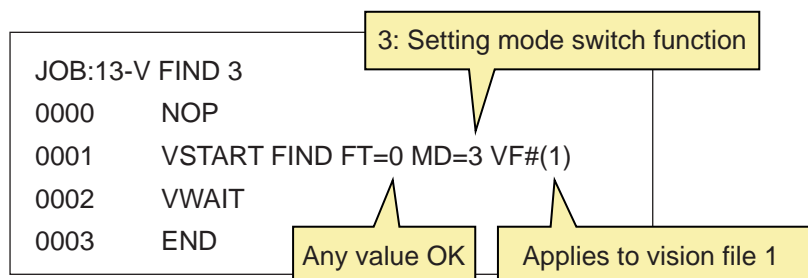 3: Setting mode switch function
JOB:13-V FIND 3
0000 NOP
0001 VSTART FIND FT=0 MD=3 VF#(1)
0002 VWAIT
0003 END
Any value OK
Applies to vision file 1